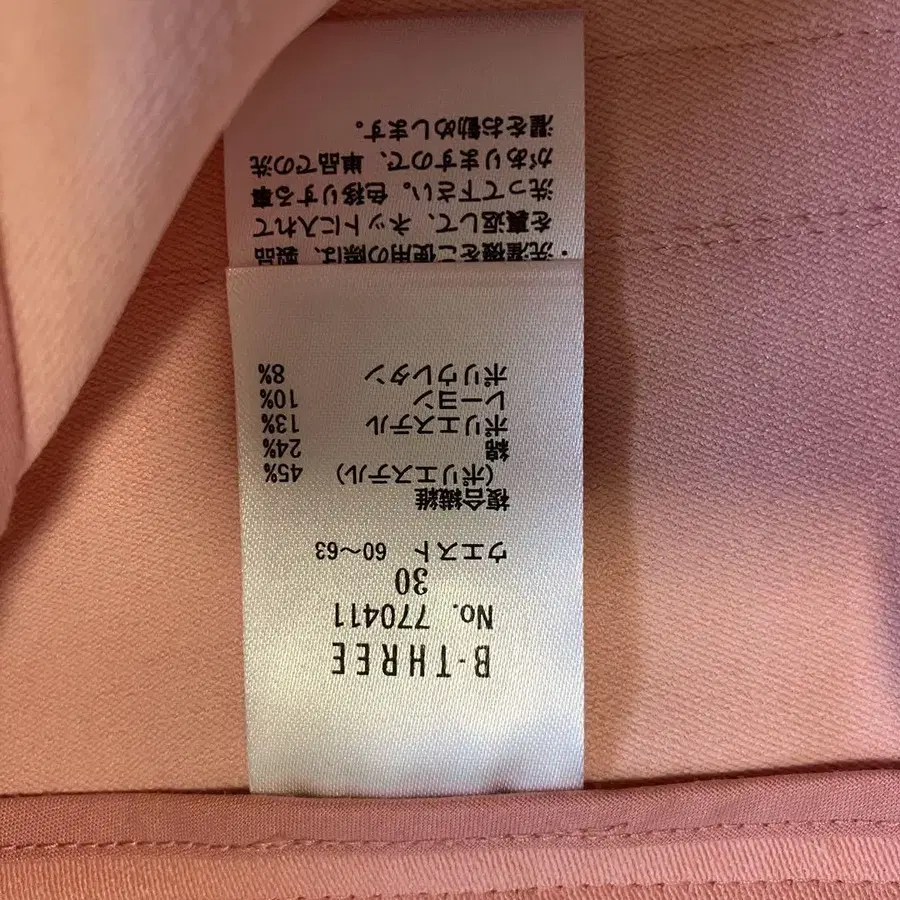 B-THREE
No. 770411
30
ウエスト 60〜63
複合繊維
(ポリエステル) 45%
綿 24%
ポリエステル 13%
レーヨン 10%
ポリウレタン 8%
・洗濯機をご使用の際は、製品
を裏返して、ネットに入れて
洗って下さい。色移りする事
がありますので、単品での洗
濯をお勧めします。